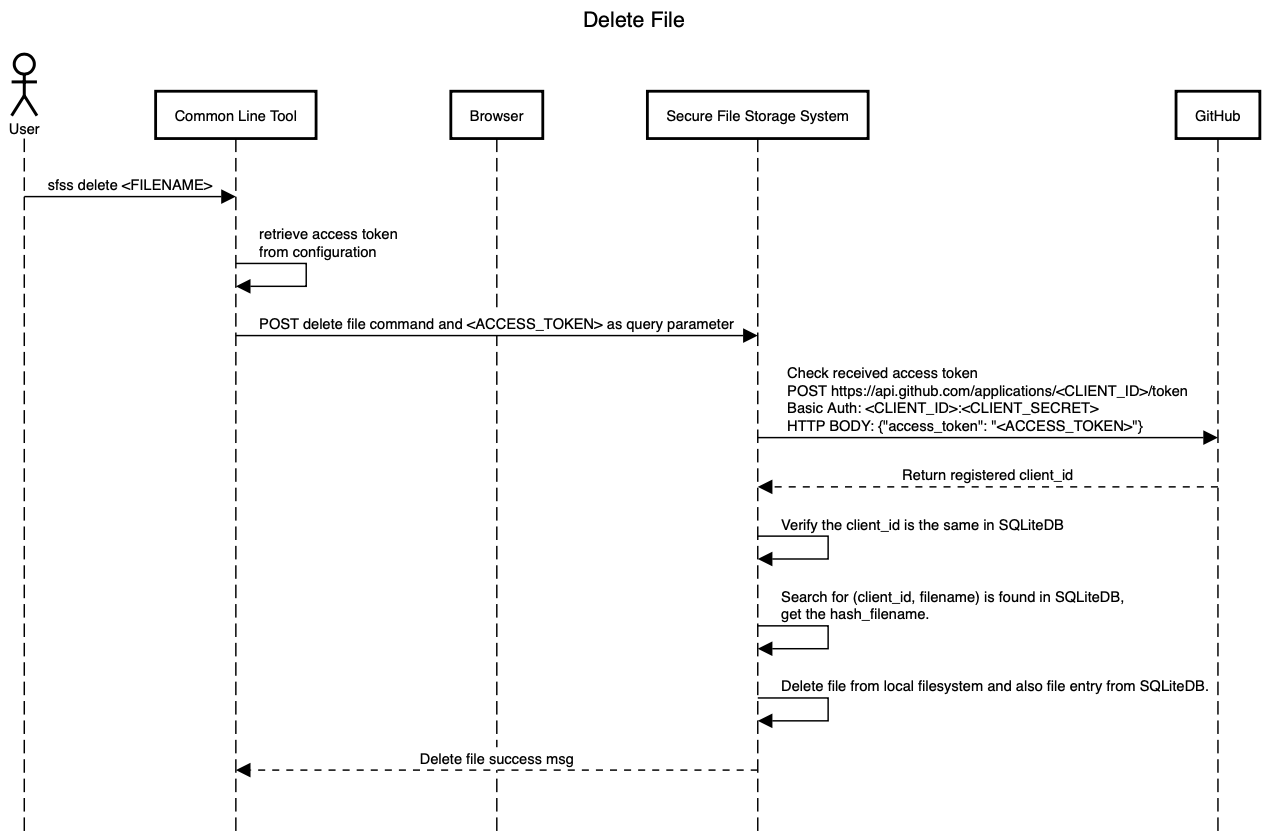 Delete File
User
Common Line Tool
Browser
Secure File Storage System
GitHub
sfss delete <FILENAME>
retrieve access token
from configuration
POST delete file command and <ACCESS_TOKEN> as query parameter
Check received access token
POST https://api.github.com/applications/<CLIENT_ID>/token
Basic Auth: <CLIENT_ID>:<CLIENT_SECRET>
HTTP BODY: {"access_token": "<ACCESS_TOKEN>"}
Return registered client_id
Verify the client_id is the same in SQLiteDB
Search for (client_id, filename) is found in SQLiteDB,
get the hash_filename.
Delete file from local filesystem and also file entry from SQLiteDB.
Delete file success msg